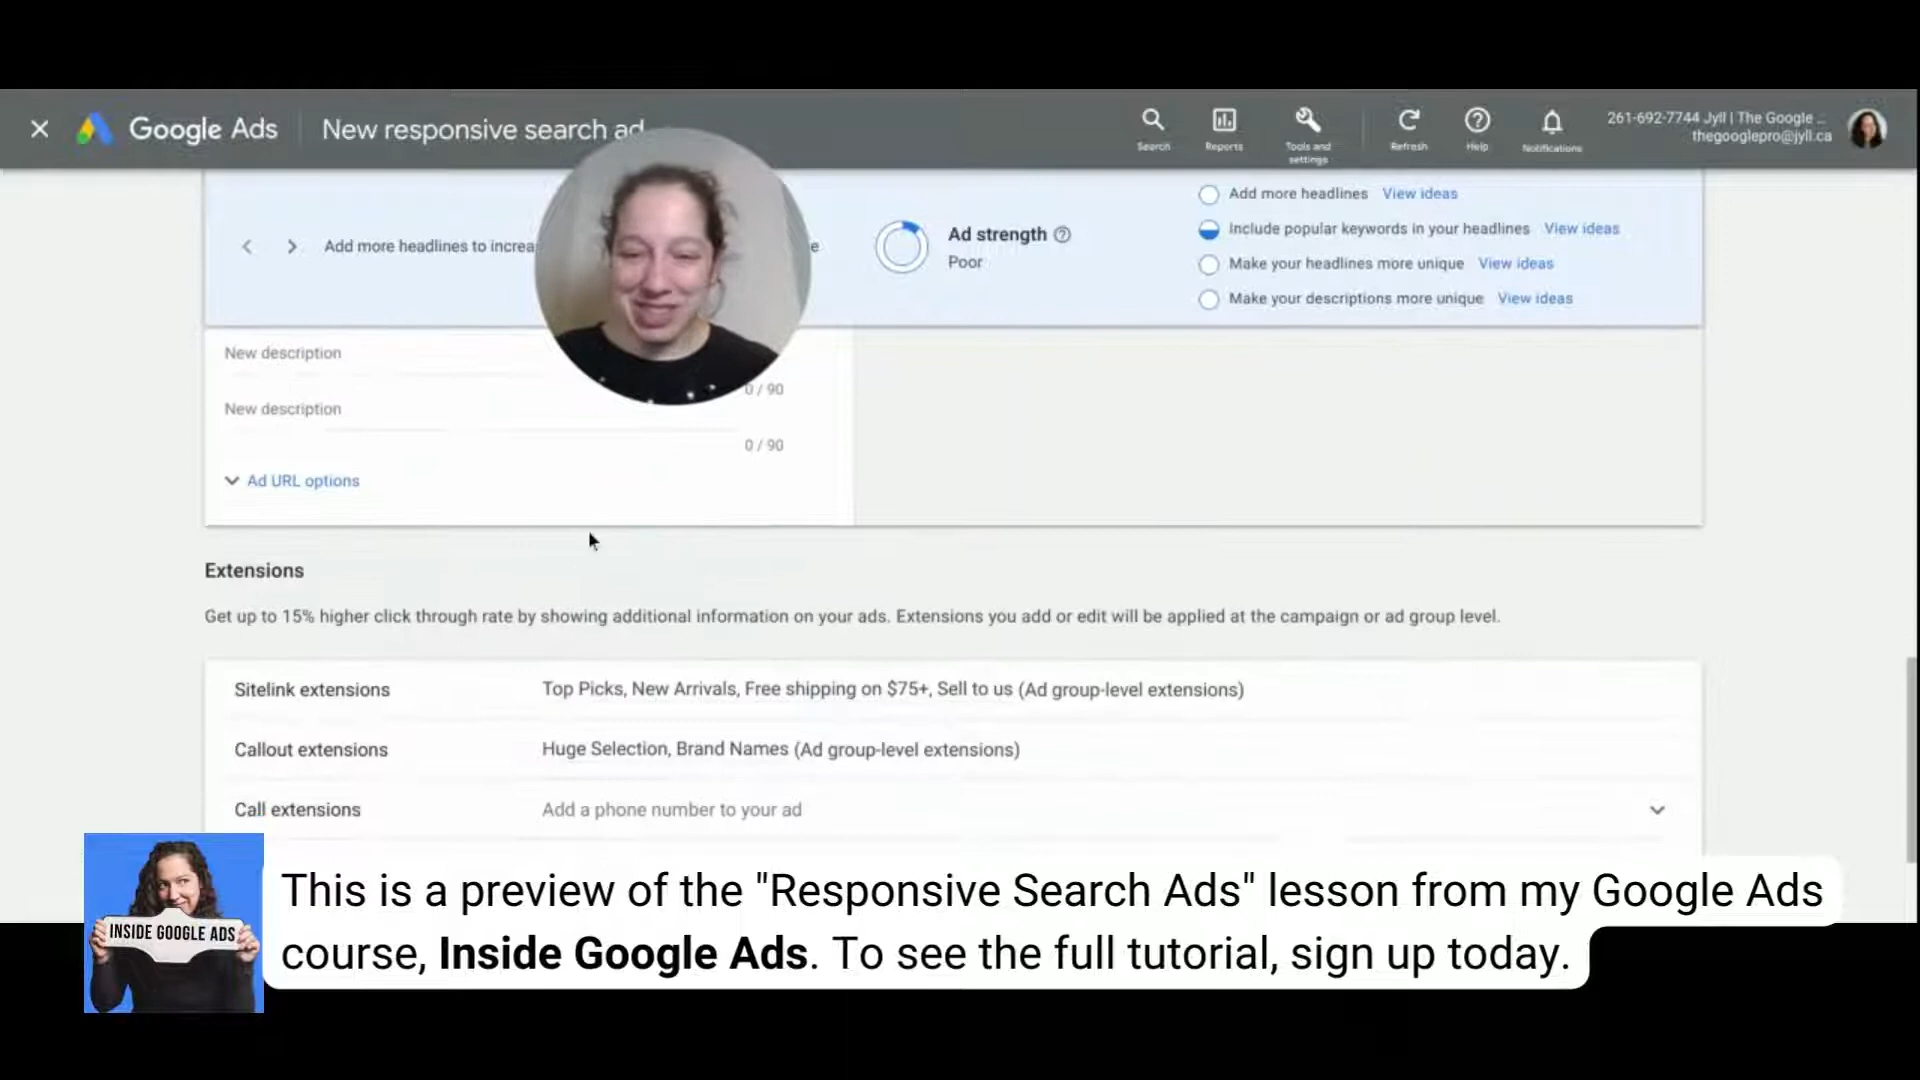 Google Ads
New responsive search ad
Search
Reports
Tools and
settings
Refresh
Help
Notifications
261-692-7744 Jyll | The Google ...
thegooglepro@jyll.ca
Add more headlines to increa
e
Ad strength
Poor
Add more headlines View ideas
Include popular keywords in your headlines View ideas
Make your headlines more unique View ideas
Make your descriptions more unique View ideas
New description
0 / 90
New description
0 / 90
Ad URL options
Extensions
Get up to 15% higher click through rate by showing additional information on your ads. Extensions you add or edit will be applied at the campaign or ad group level.
Sitelink extensions Top Picks, New Arrivals, Free shipping on $75+, Sell to us (Ad group-level extensions)
Callout extensions Huge Selection, Brand Names (Ad group-level extensions)
Call extensions Add a phone number to your ad
INSIDE GOOGLE ADS
This is a preview of the "Responsive Search Ads" lesson from my Google Ads
course, Inside Google Ads. To see the full tutorial, sign up today.